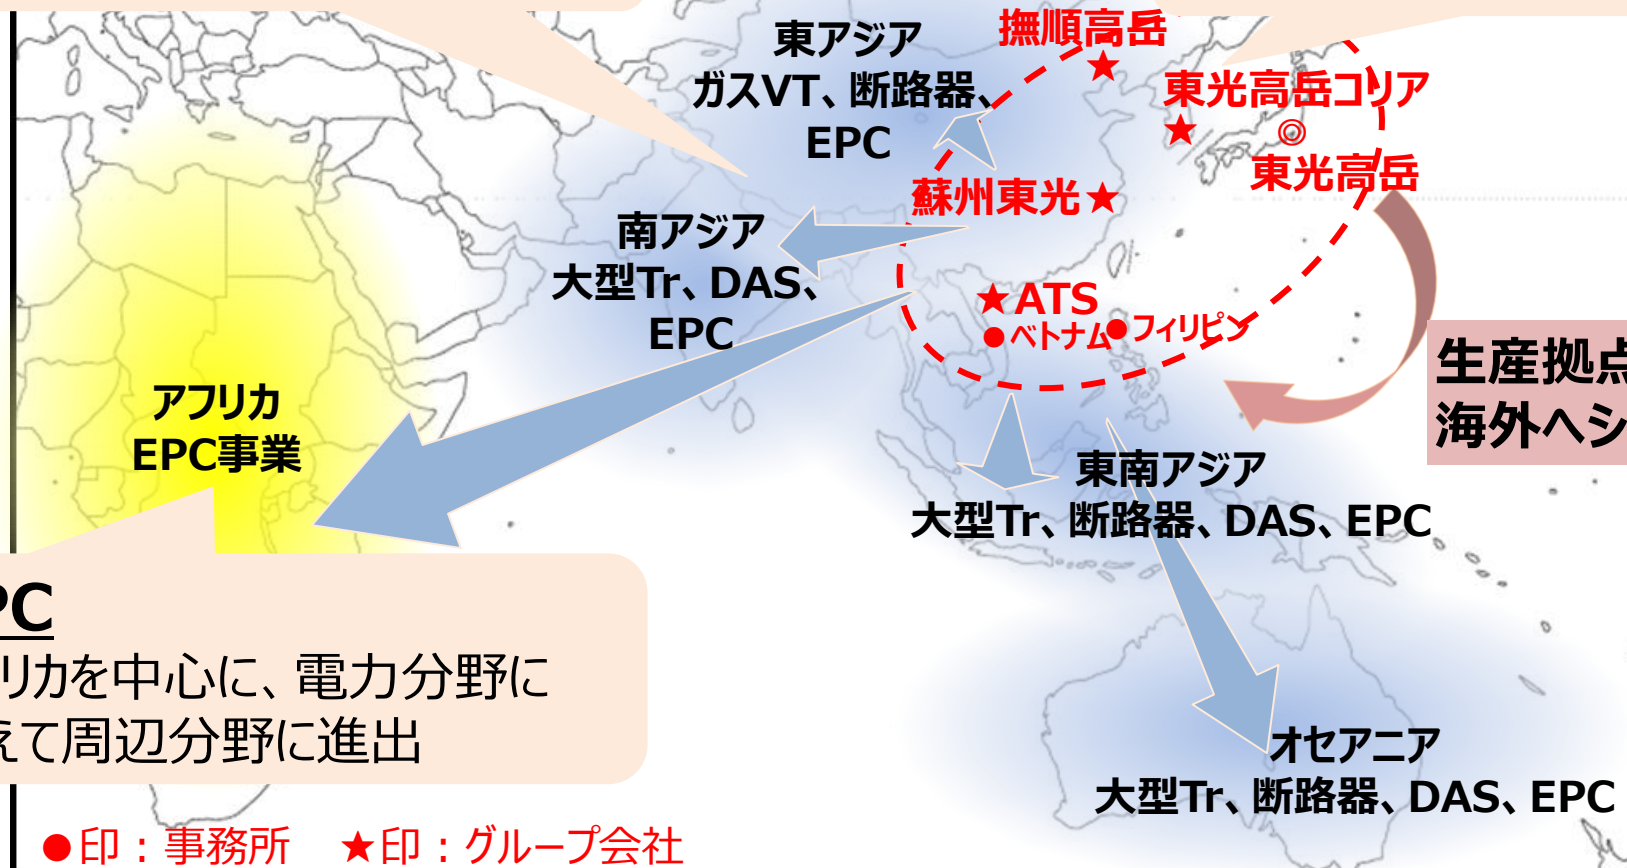 東アジア
ガスVT、断路器、
EPC
撫順高岳
東光高岳コリア
◎
東光高岳
蘇州東光★
南アジア
大型Tr、DAS、
EPC
★ATS
●ベトナム
●フィリピン
生産拠点
海外へシ
アフリカ
EPC事業
東南アジア
大型Tr、断路器、DAS、EPC
PC
リカを中心に、電力分野に
えて周辺分野に進出
オセアニア
大型Tr、断路器、DAS、EPC
●印：事務所　★印：グループ会社